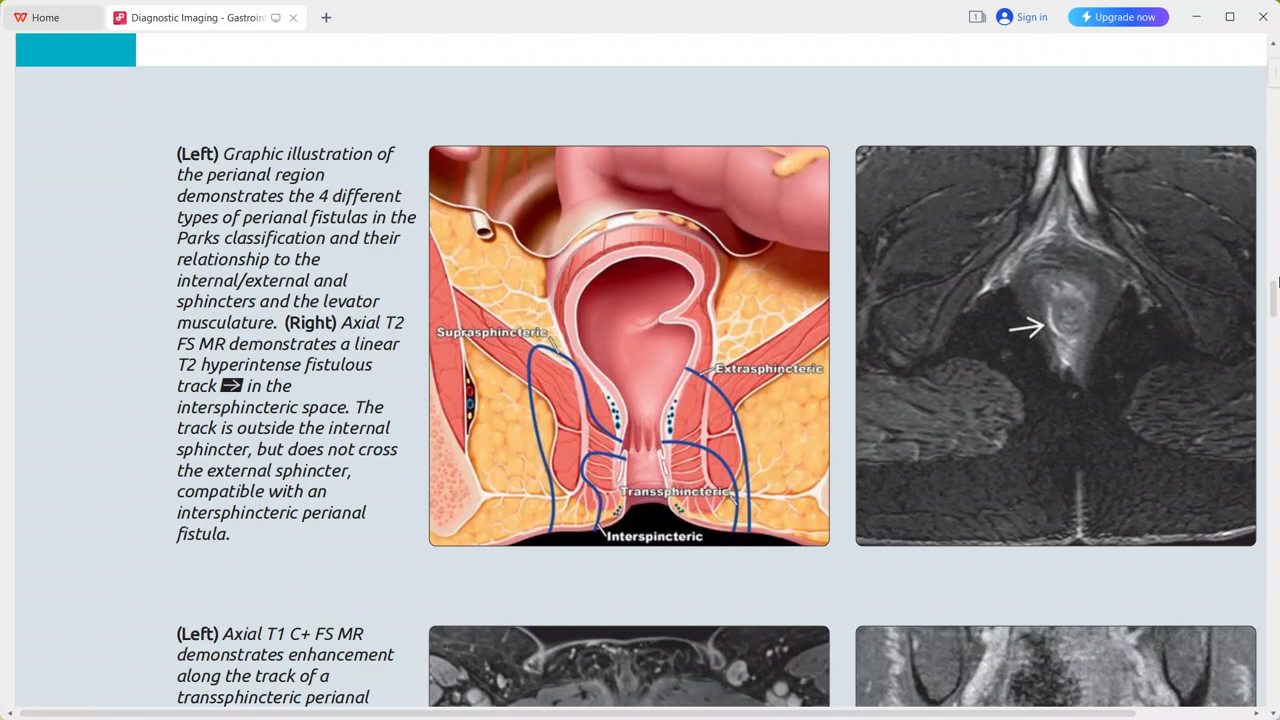 Home
Diagnostic Imaging - Gastroint
1
Sign in
Upgrade now
(Left) Graphic illustration of
the perianal region
demonstrates the 4 different
types of perianal fistulas in the
Parks classification and their
relationship to the
internal/external anal
sphincters and the levator
musculature. (Right) Axial T2
FS MR demonstrates a linear
T2 hyperintense fistulous
track in the
intersphincteric space. The
track is outside the internal
sphincter, but does not cross
the external sphincter,
compatible with an
intersphincteric perianal
fistula.
Suprasphincteric
Extrasphincteric
Transsphincteric
Interspincteric
(Left) Axial T1 C+ FS MR
demonstrates enhancement
along the track of a
transsphincteric perianal